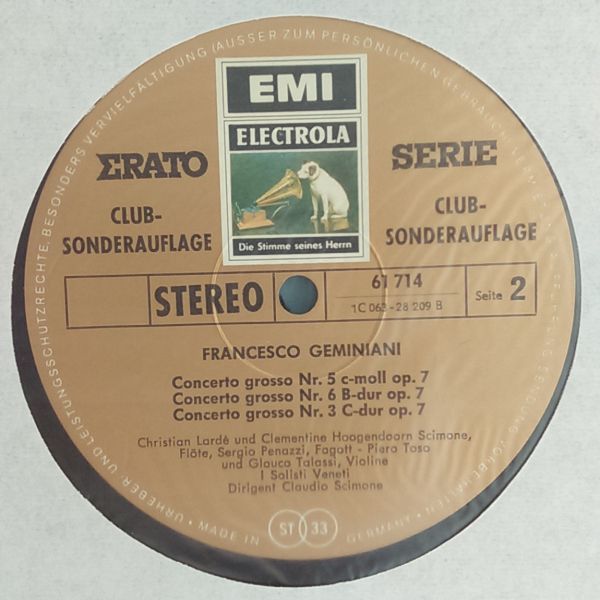 URHEBER- UND LEISTUNGSSCHUTZRECHTE, BESONDERS VERVIELFÄLTIGUNG (AUSSER ZUM PERSÖNLICHEN GEBRAUCH)
SENDUNG VORBEHALTEN
EMI
ELECTROLA
Die Stimme seines Herrn
ΣRATO SERIE
CLUB-
SONDERAUFLAGE
CLUB-
SONDERAUFLAGE
STEREO
61 714
1C 063-28 209 B
Seite 2
FRANCESCO GEMINIANI
Concerto grosso Nr. 5 c-moll op. 7
Concerto grosso Nr. 6 B-dur op. 7
Concerto grosso Nr. 3 C-dur op. 7
Christian Lardè und Clementine Hoogendoorn Scimone,
Flöte, Sergio Penazzi, Fagott - Piero Toso
und Glauco Talassi, Violine
I Solisti Veneti
Dirigent Claudio Scimone
• MADE IN
ST 33
GERMANY •